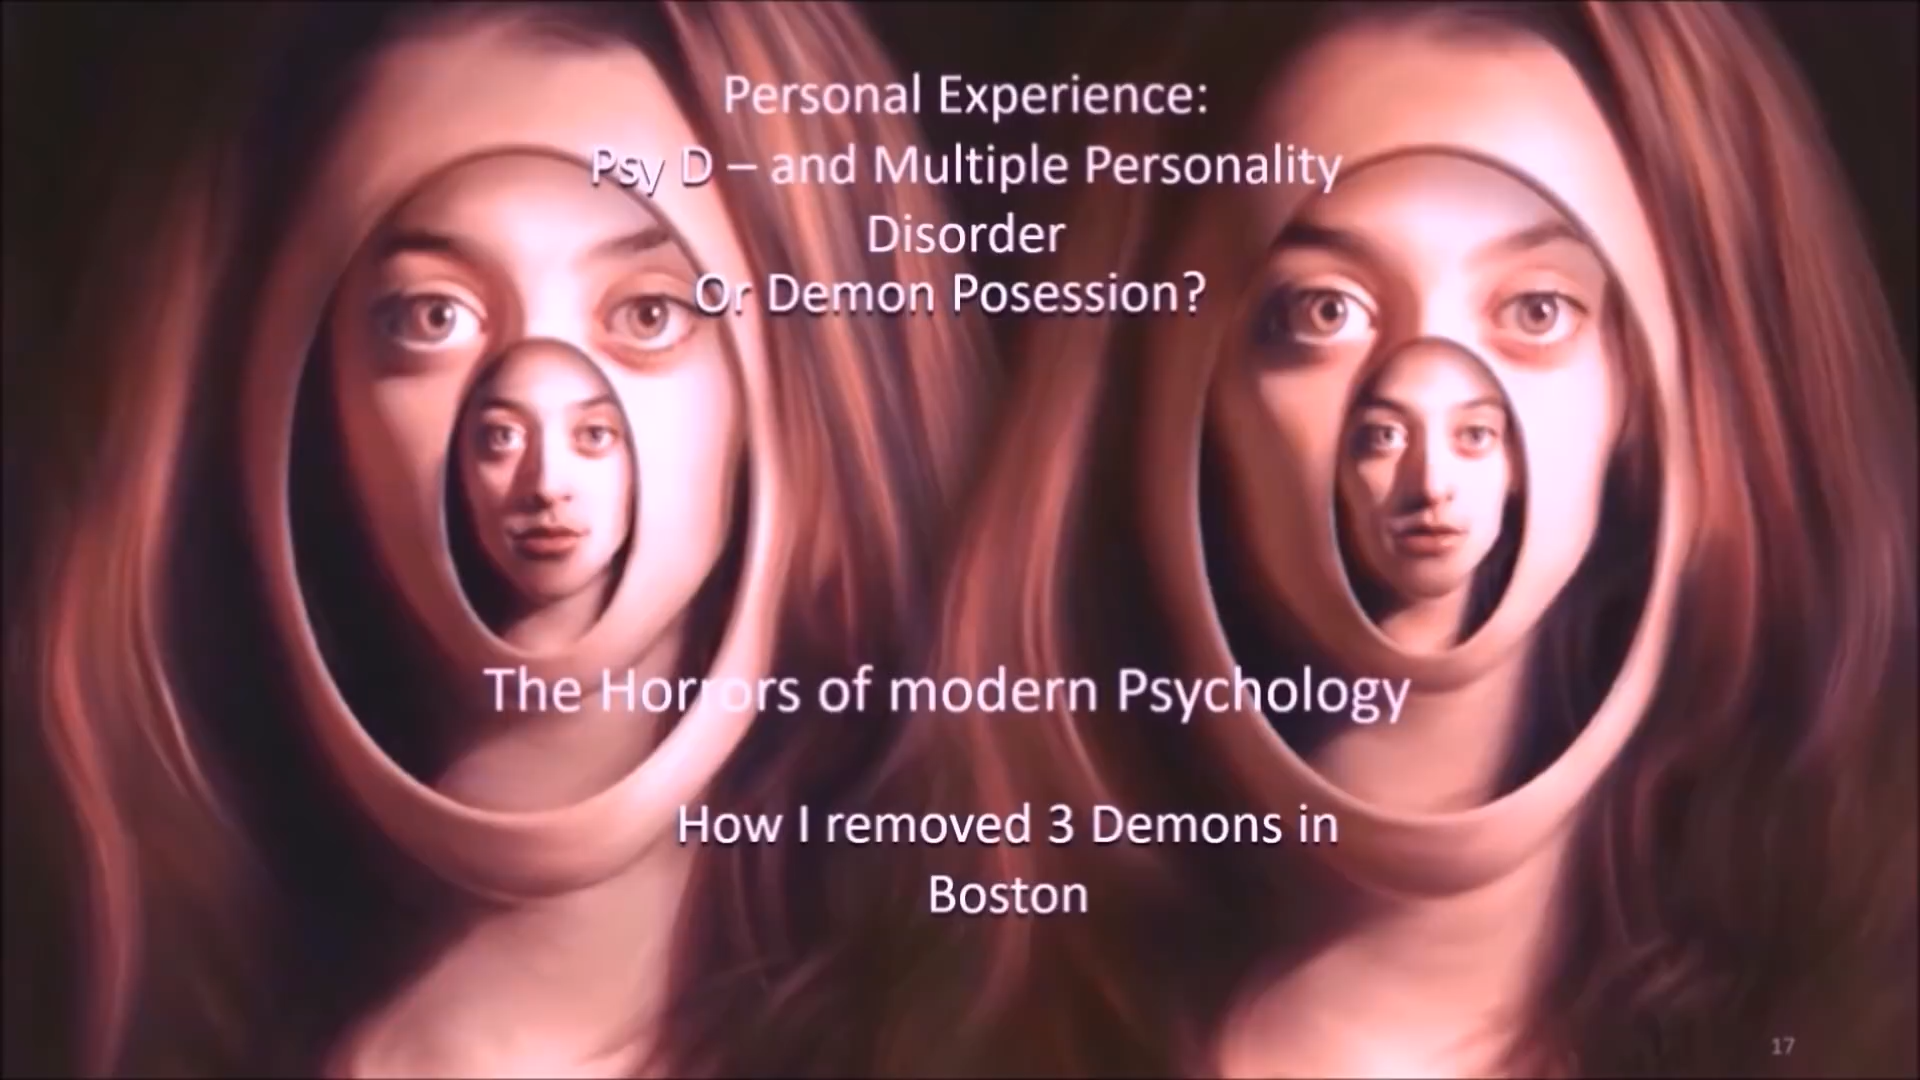 Personal Experience:
Psy D – and Multiple Personality
Disorder
Or Demon Posession?
The Horrors of modern Psychology
How I removed 3 Demons in
Boston
17